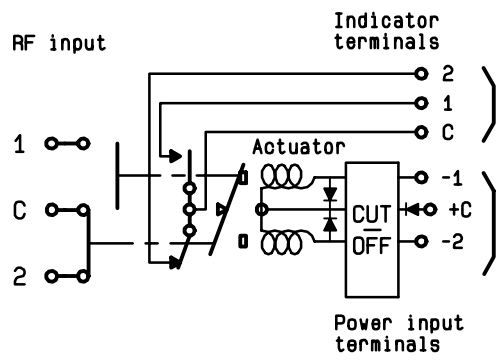 Indicator
terminals
RF input
2
1
C
1
Actuator
-1
C
+C
CUT
OFF
-2
2
Power input
terminals